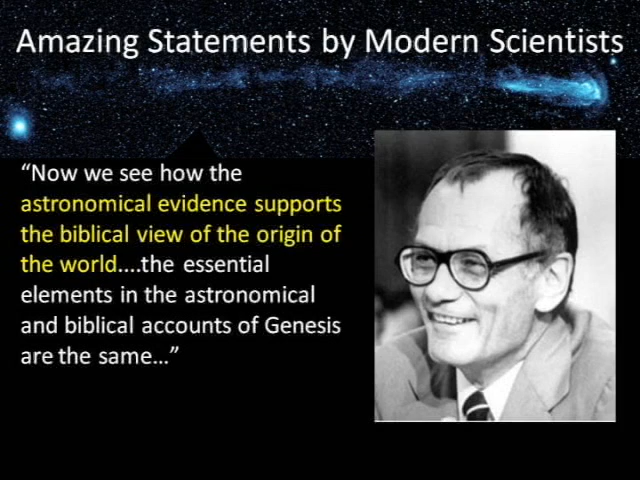 Amazing Statements by Modern Scientists
“Now we see how the
astronomical evidence supports
the biblical view of the origin of
the world....the essential
elements in the astronomical
and biblical accounts of Genesis
are the same…”